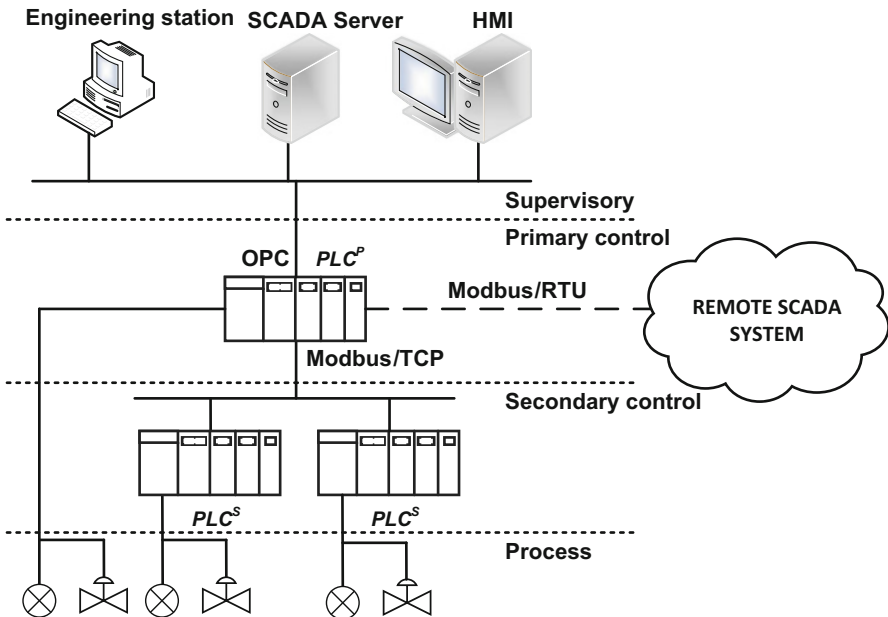 Engineering station
SCADA Server
HMI
Supervisory
Primary control
OPC
PLC^P
Modbus/RTU
REMOTE SCADA
SYSTEM
Modbus/TCP
Secondary control
PLC^S
PLC^S
Process